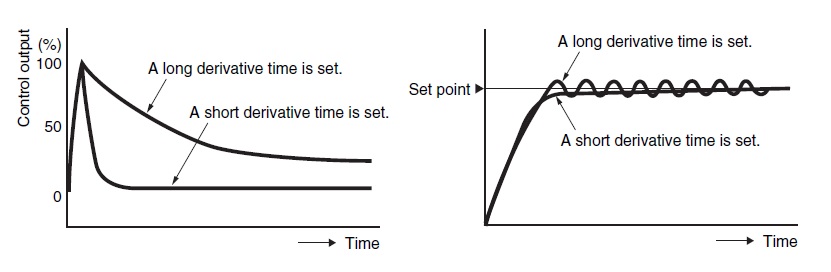 Control output
(%)
100
50
0
A long derivative time is set.
A short derivative time is set.
Time
Set point
A long derivative time is set.
A short derivative time is set.
Time